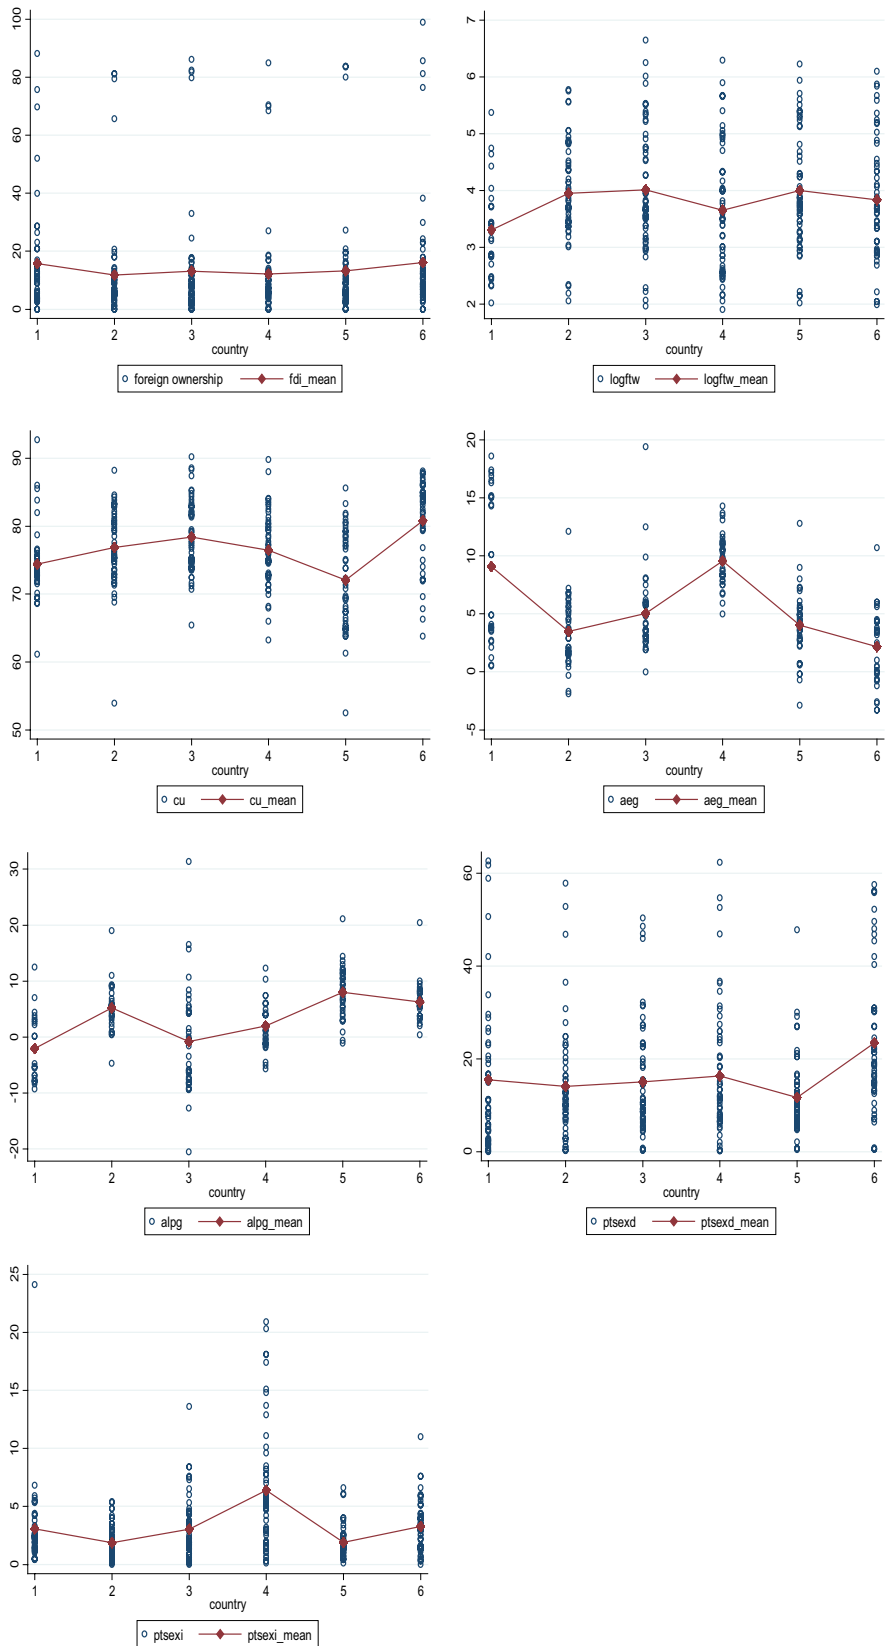 100
80
60
40
20
0
1 2 3 4 5 6
country
foreign ownership fdi_mean
7
6
5
4
3
2
1 2 3 4 5 6
country
logftw logftw_mean
90
80
70
60
50
1 2 3 4 5 6
country
cu cu_mean
20
15
10
5
0
-5
1 2 3 4 5 6
country
aeg aeg_mean
30
20
10
0
-10
-20
1 2 3 4 5 6
country
alpg alpg_mean
60
40
20
0
1 2 3 4 5 6
country
ptsexd ptsexd_mean
25
20
15
10
5
0
1 2 3 4 5 6
country
ptsexi ptsexi_mean